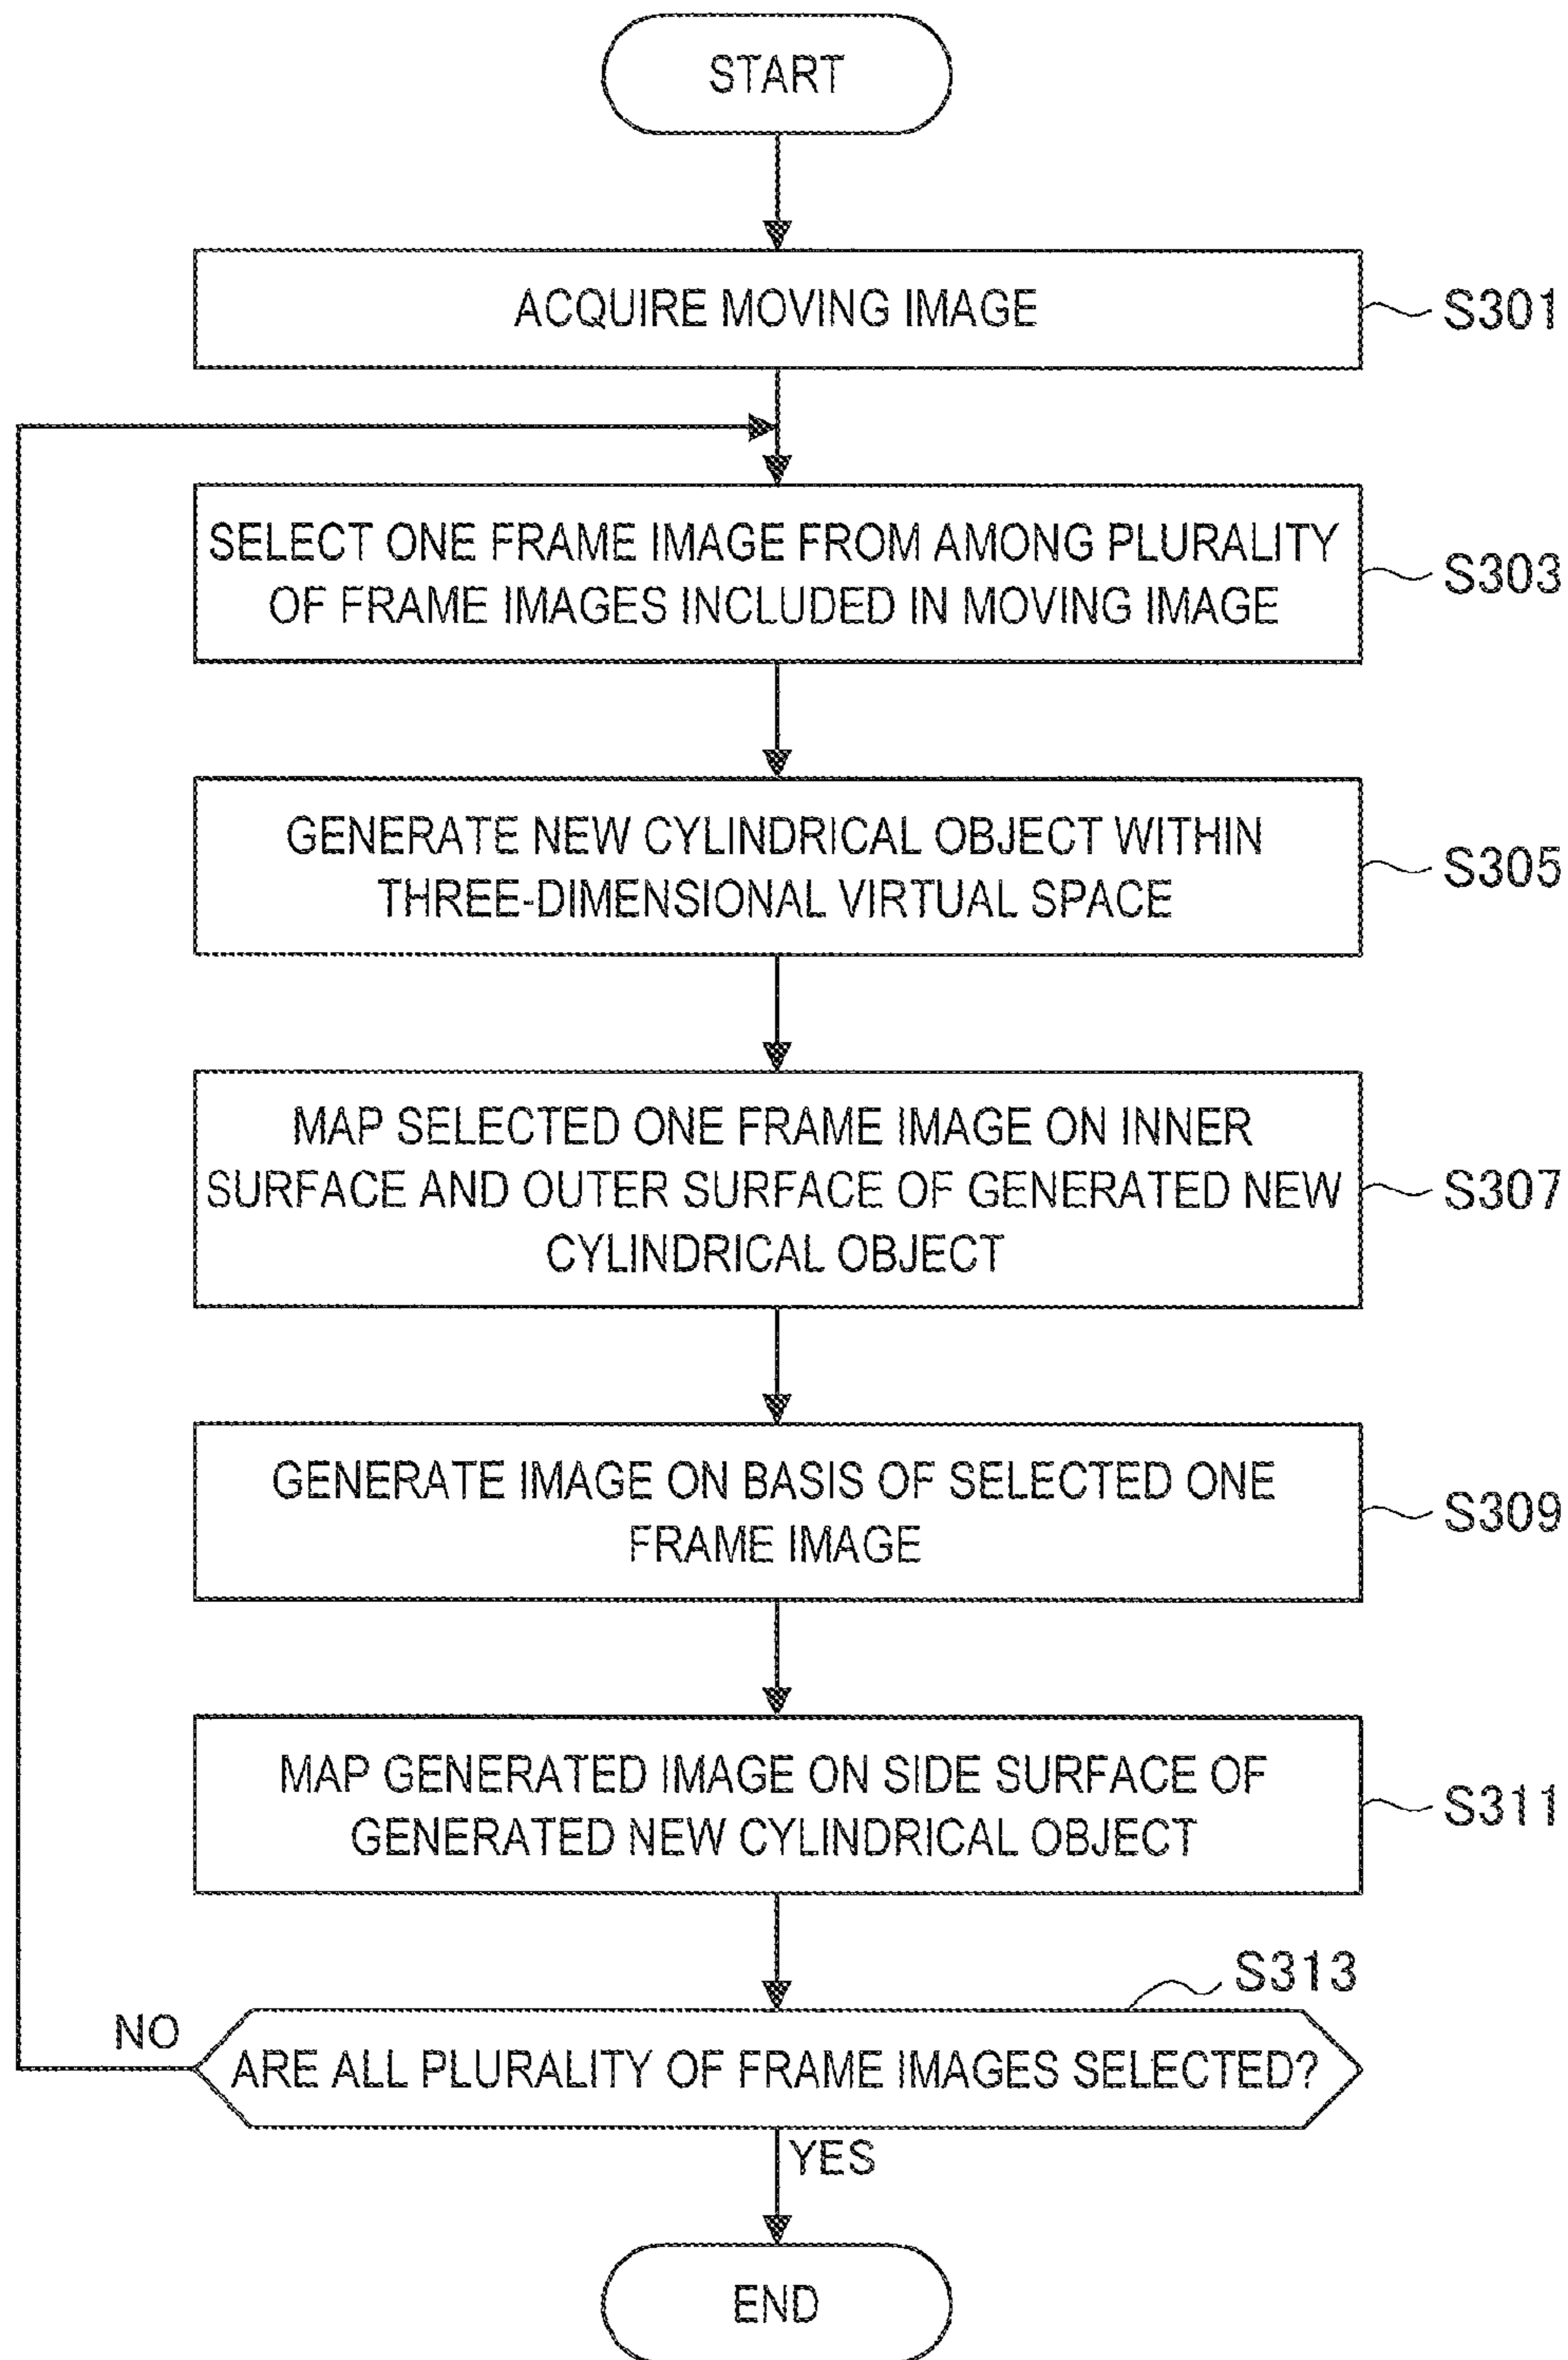 START
ACQUIRE MOVING IMAGE
S301
SELECT ONE FRAME IMAGE FROM AMONG PLURALITY
OF FRAME IMAGES INCLUDED IN MOVING IMAGE
S303
GENERATE NEW CYLINDRICAL OBJECT WITHIN
THREE-DIMENSIONAL VIRTUAL SPACE
S305
MAP SELECTED ONE FRAME IMAGE ON INNER
SURFACE AND OUTER SURFACE OF GENERATED NEW
CYLINDRICAL OBJECT
S307
GENERATE IMAGE ON BASIS OF SELECTED ONE
FRAME IMAGE
S309
MAP GENERATED IMAGE ON SIDE SURFACE OF
GENERATED NEW CYLINDRICAL OBJECT
S311
S313
NO
ARE ALL PLURALITY OF FRAME IMAGES SELECTED?
YES
END